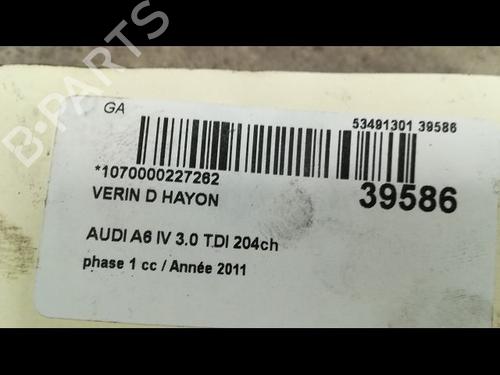 B-PARTS
GA
53491301 39586
*1070000227262
39586
VERIN D HAYON
AUDI A6 IV 3.0 TDI 204ch
phase 1 cc / Année 2011